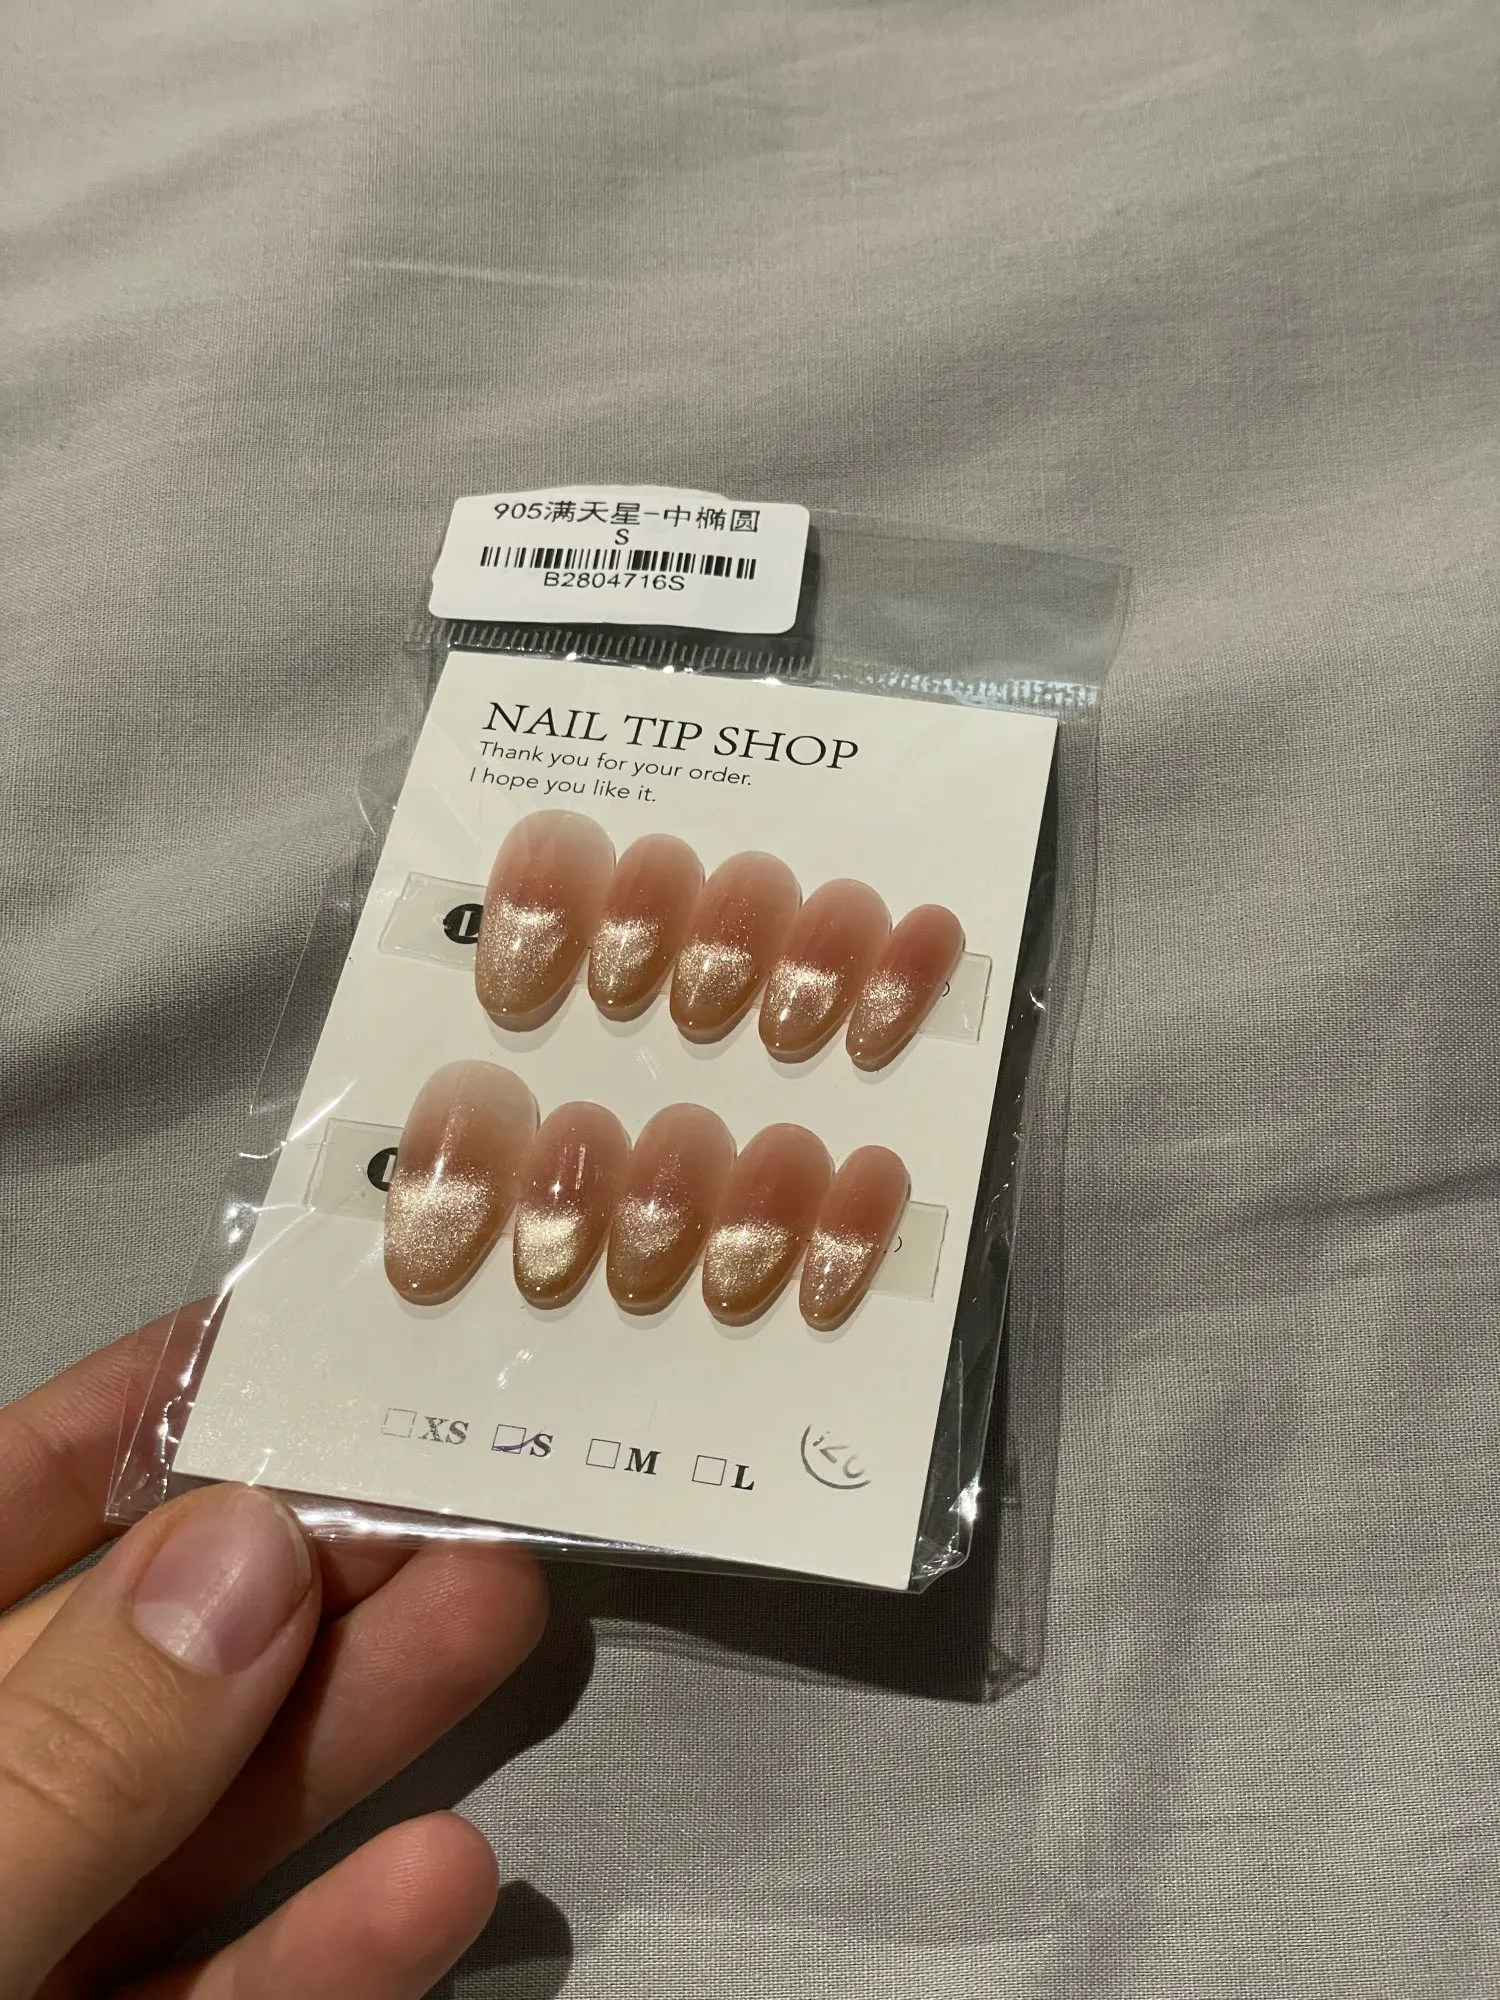 905满天星-中椭圆
S
B2804716S
NAIL TIP SHOP
Thank you for your order.
I hope you like it.
XS S M L